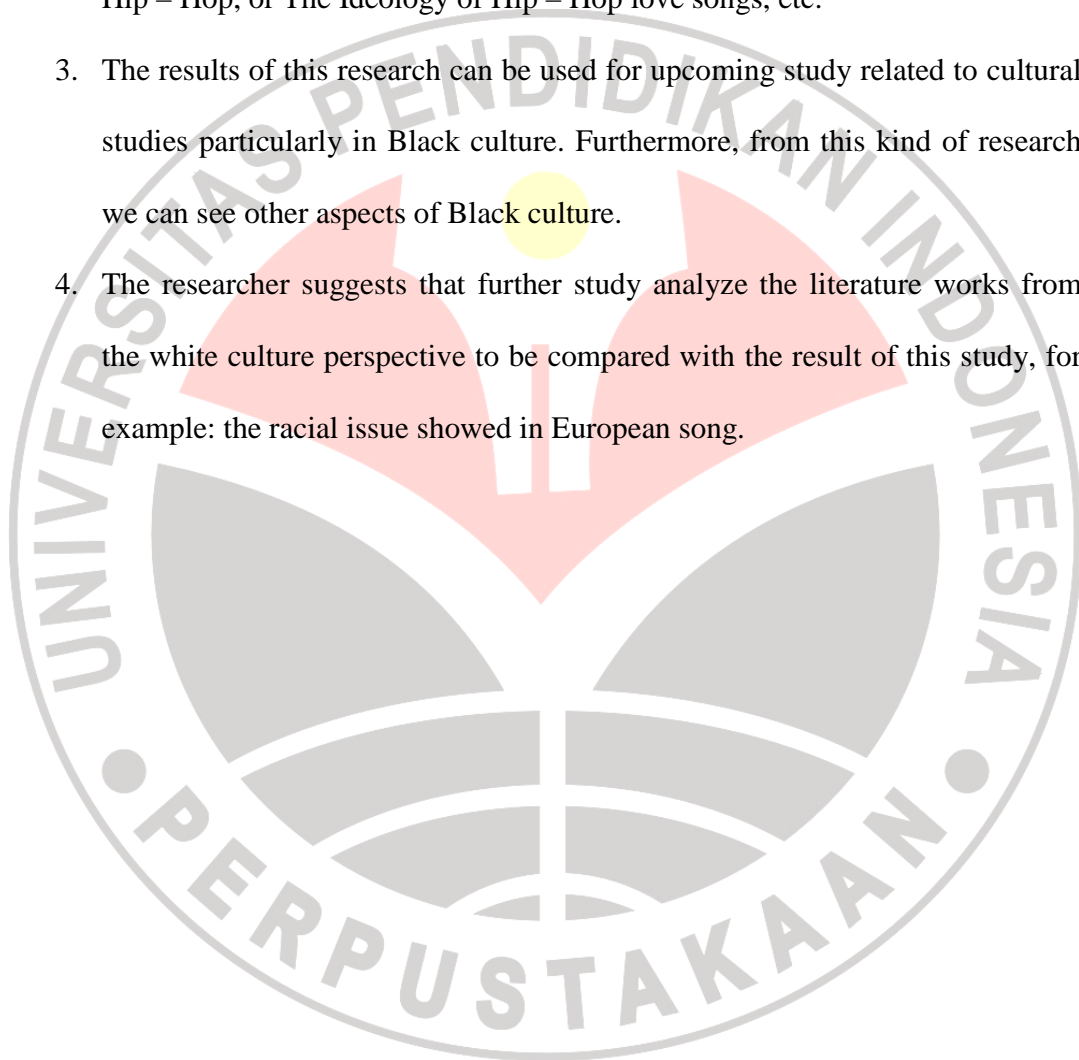 Hip – Hop, or The Ideology of Hip – Hop love songs, etc.
3. The results of this research can be used for upcoming study related to cultural
studies particularly in Black culture. Furthermore, from this kind of research
we can see other aspects of Black culture.
4. The researcher suggests that further study analyze the literature works from
the white culture perspective to be compared with the result of this study, for
example: the racial issue showed in European song.
UNIVERSITAS PENDIDIKAN INDONESIA
PERPUSTAKAAN